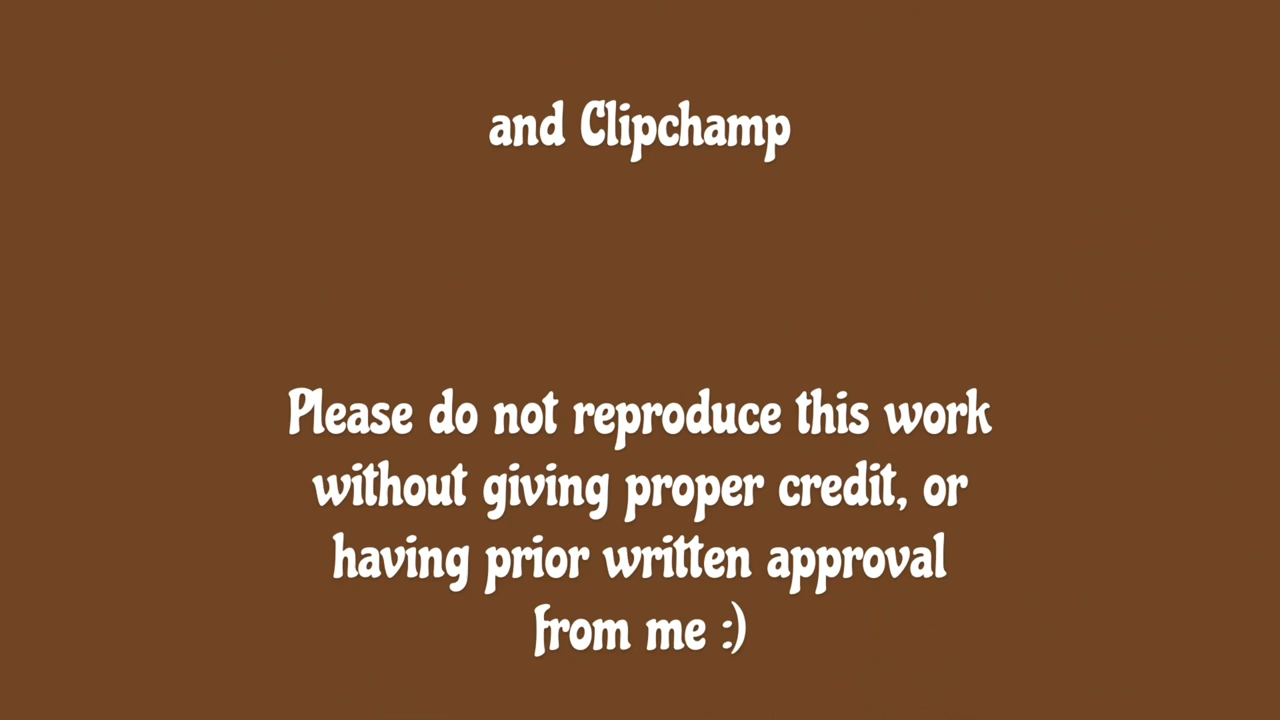 and Clipchamp
Please do not reproduce this work
without giving proper credit, or
having prior written approval
from me :)